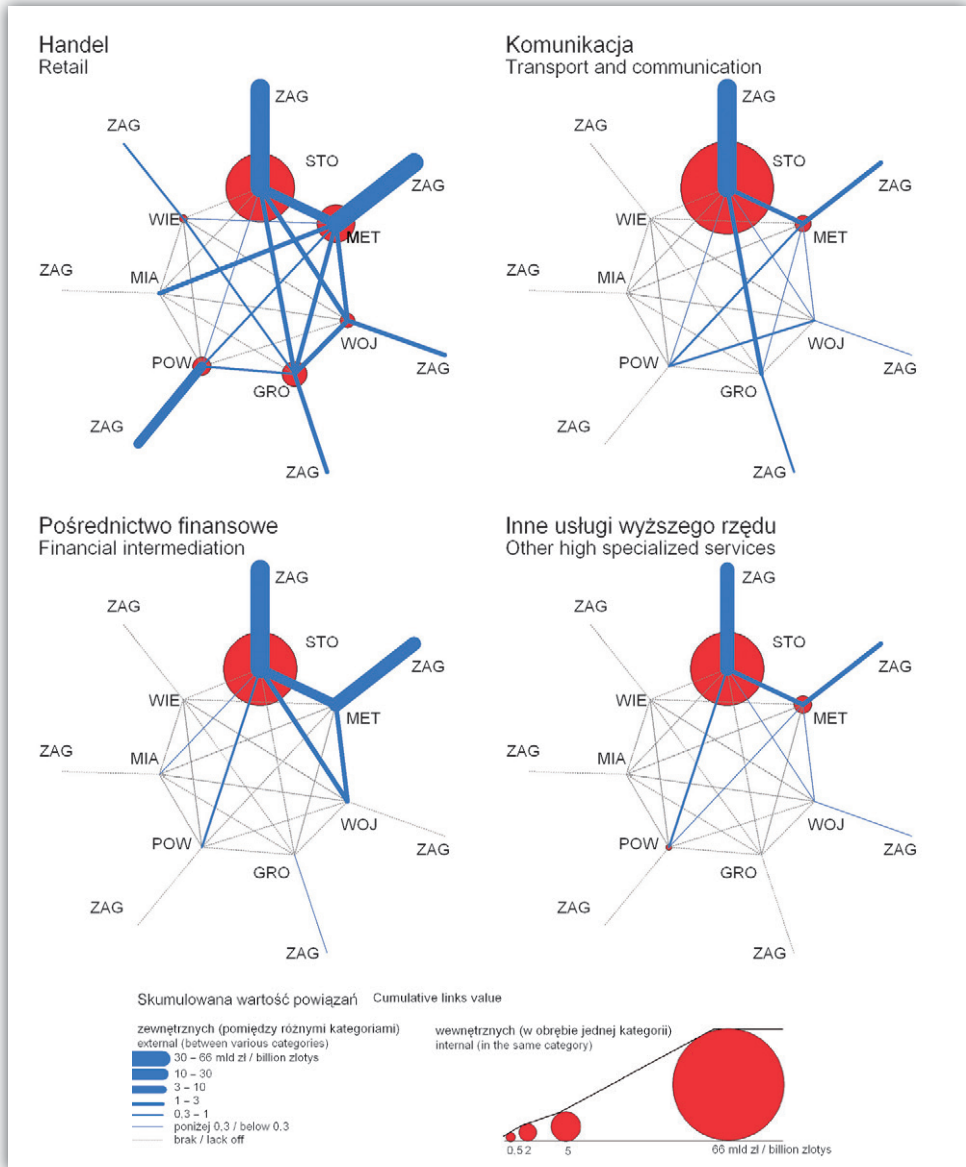 Handel
Retail
ZAG
ZAG
STO
ZAG
WIE
MET
ZAG
MIA
WOJ
POW
GRO
ZAG
ZAG
ZAG
Komunikacja
Transport and communication
ZAG
ZAG
STO
ZAG
WIE
MET
ZAG
MIA
WOJ
POW
GRO
ZAG
ZAG
ZAG
Pośrednictwo finansowe
Financial intermediation
ZAG
ZAG
STO
ZAG
WIE
MET
ZAG
MIA
WOJ
POW
GRO
ZAG
ZAG
ZAG
Inne usługi wyższego rzędu
Other high specialized services
ZAG
ZAG
STO
ZAG
WIE
MET
ZAG
MIA
WOJ
POW
GRO
ZAG
ZAG
ZAG
Skumulowana wartość powiązań Cumulative links value
zewnętrznych (pomiędzy różnymi kategoriami)
external (between various categories)
30 – 66 mld zł / billion zlotys
10 – 30
3 – 10
1 – 3
0,3 – 1
poniżej 0,3 / below 0.3
brak / lack off
wewnętrznych (w obrębie jednej kategorii)
internal (in the same category)
0.5 2 5 66 mld zł / billion zlotys